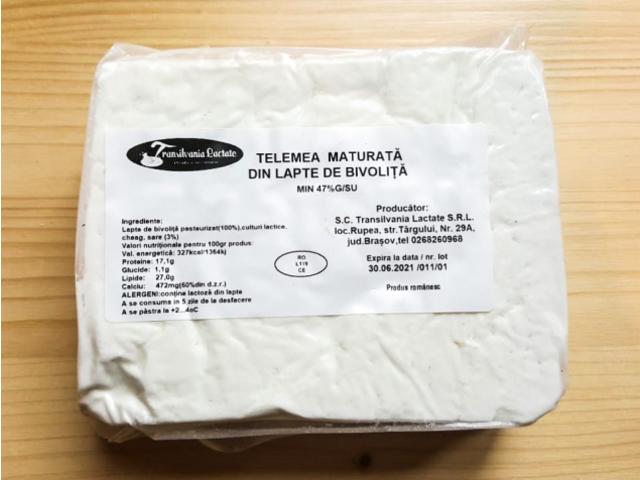 Transilvania Lactate
TELEMEA MATURATĂ
DIN LAPTE DE BIVOLIȚĂ
MIN 47%G/SU
Ingrediente:
Lapte de bivoliță pasteurizat(100%),culturi lactice,
cheag, sare (3%)
Valori nutriționale pentru 100gr produs:
Val. energetică: 327kcal*1364kj
Proteine: 17,1g
Glucide: 1,1g
Lipide: 27,0g
Calciu: 472mg(60%din d.z.r.)
ALERGENI:conține lactoză din lapte
A se consuma in 5 zile de la desfacere
A se păstra la +2...4oC
RO
CE
Producător:
S.C. Transilvania Lactate S.R.L.
loc.Rupea, str.Târgului, Nr. 29A,
jud.Brașov,tel 0268260968
Expira la data / nr. lot
30.06.2021 /011/01
Produs românesc